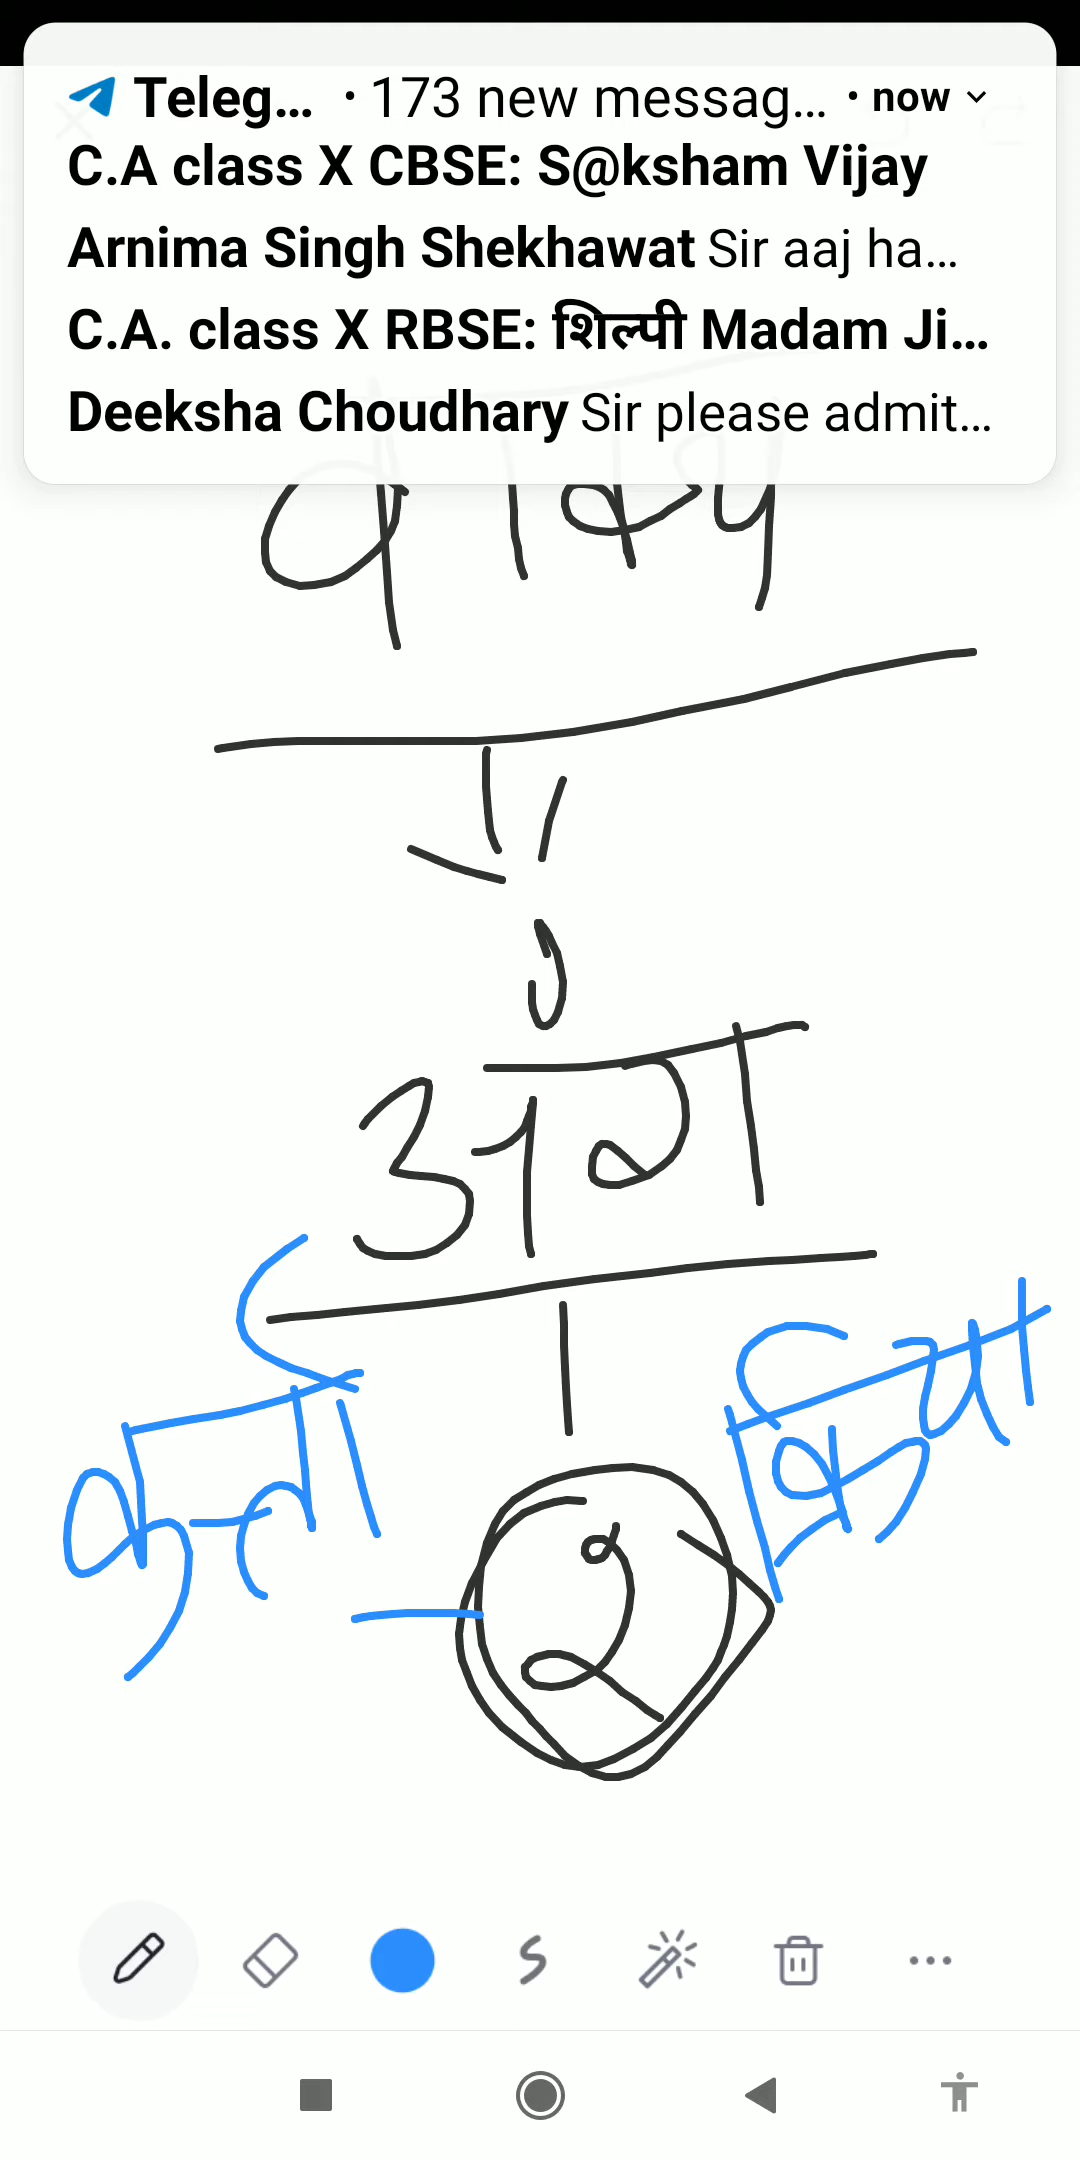 Teleg... · 173 new messag... · now
C.A class X CBSE: S@ksham Vijay
Arnima Singh Shekhawat Sir aaj ha...
C.A. class X RBSE: शिल्पी Madam Ji...
Deeksha Choudhary Sir please admit...
वाक्य
अंग
कर्ता
क्रिया
2